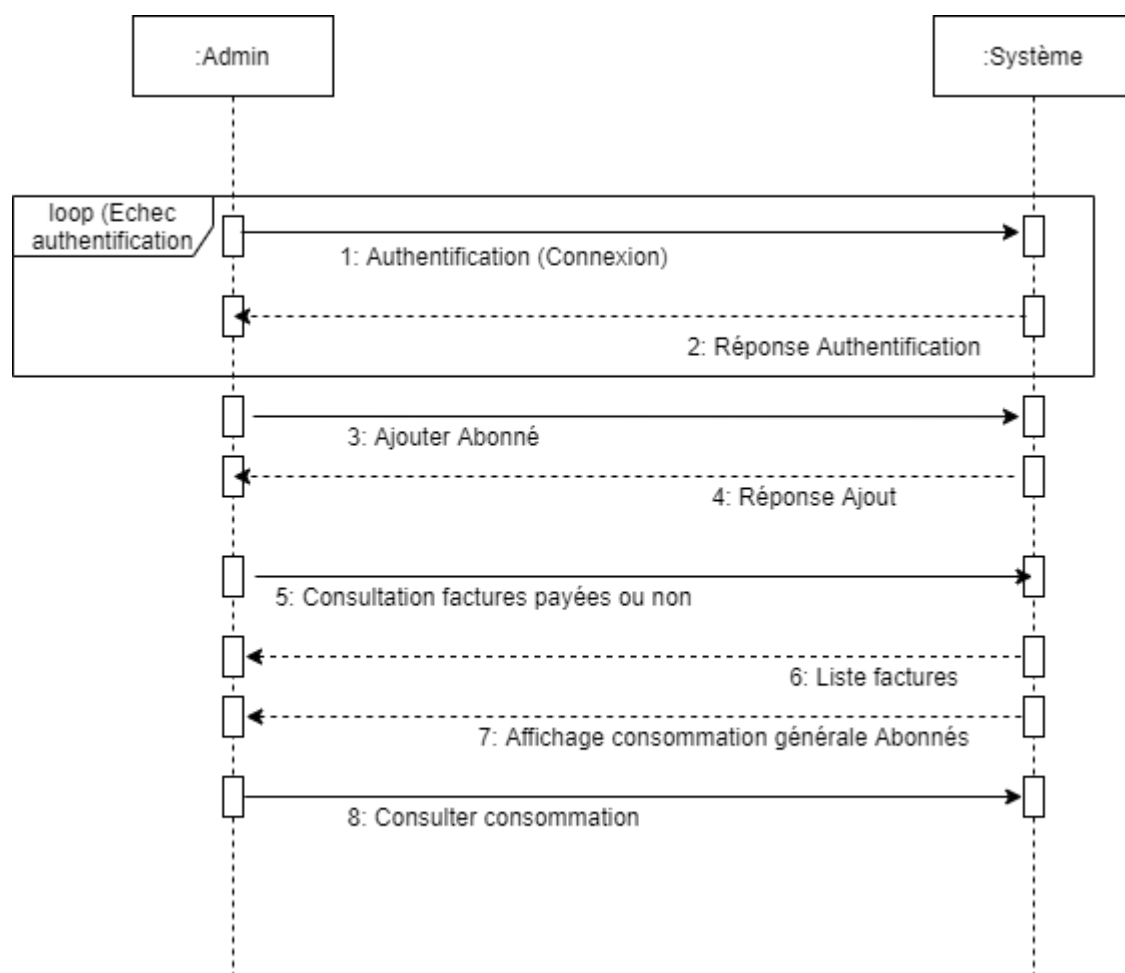 :Admin
:Système
loop (Echec
authentification
1: Authentification (Connexion)
2: Réponse Authentification
3: Ajouter Abonné
4: Réponse Ajout
5: Consultation factures payées ou non
6: Liste factures
7: Affichage consommation générale Abonnés
8: Consulter consommation